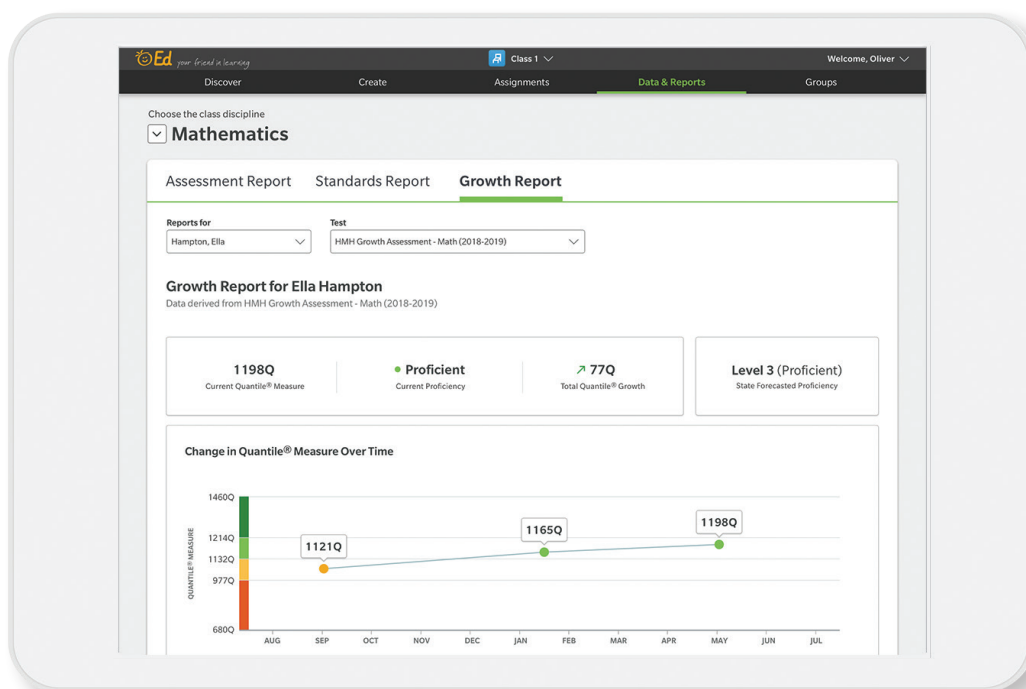 Ed your friend in learning
Class 1
Welcome, Oliver
Discover
Create
Assignments
Data & Reports
Groups
Choose the class discipline
Mathematics
Assessment Report
Standards Report
Growth Report
Reports for
Test
Hampton, Ella
HMH Growth Assessment - Math (2018-2019)
Growth Report for Ella Hampton
Data derived from HMH Growth Assessment - Math (2018-2019)
1198Q
Current Quantile® Measure
Proficient
Current Proficiency
77Q
Total Quantile® Growth
Level 3 (Proficient)
State Forecasted Proficiency
Change in Quantile® Measure Over Time
QUANTILE® MEASURE
1460Q
1214Q
1132Q
977Q
680Q
1121Q
1165Q
1198Q
AUG
SEP
OCT
NOV
DEC
JAN
FEB
MAR
APR
MAY
JUN
JUL